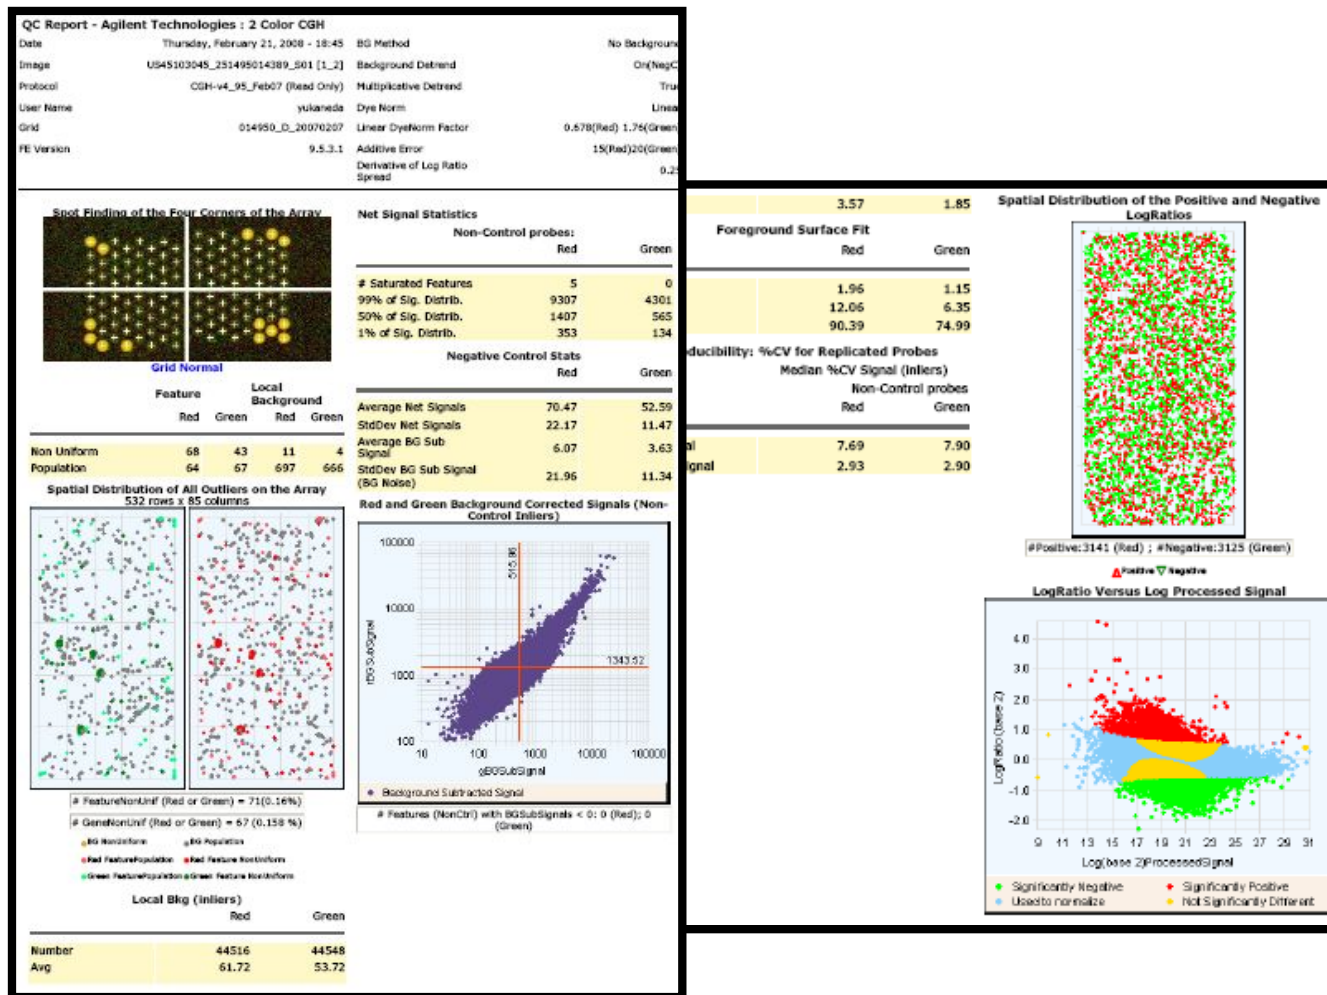 QC Report - Agilent Technologies : 2 Color CGH
Date Thursday, February 21, 2008 - 18:45 BG Method No Background
Image US45103045_251495014389_S01 [1_2] Background Detrend On(NegC
Protocol CGH-v4_95_Feb07 (Read Only) Multiplicative Detrend Tru
User Name yukaneda Dye Norm Linea
Grid 014950_D_20070207 Linear DyeNorm Factor 0.678(Red) 1.76(Green)
FE Version 9.5.3.1 Additive Error 15(Red)20(Green)
Derivative of Log Ratio Spread 0.25
Spot Finding of the Four Corners of the Array
Grid Normal
Feature Local Background
Red Green Red Green
Non Uniform 68 43 11 4
Population 64 67 697 666
Spatial Distribution of All Outliers on the Array
532 rows x 85 columns
# FeatureNonUnif (Red or Green) = 71(0.16%)
# GeneNonUnif (Red or Green) = 67 (0.158 %)
BG NonUniform BG Population
Red FeaturePopulation Red Feature NonUniform
Green FeaturePopulation Green Feature NonUniform
Local Bkg (inliers)
Red Green
Number 44516 44548
Avg 61.72 53.72
Net Signal Statistics
Non-Control probes:
Red Green
# Saturated Features 5 0
99% of Sig. Distrib. 9307 4301
50% of Sig. Distrib. 1407 565
1% of Sig. Distrib. 353 134
Negative Control Stats
Red Green
Average Net Signals 70.47 52.59
StdDev Net Signal 22.17 11.47
Average BG Sub Signal 6.07 3.63
StdDev BG Sub Signal (BG Noise) 21.96 11.34
Red and Green Background Corrected Signals (Non-
Control Inliers)
100000
10000
1000
100
rBGSubSignal
515.86
1343.52
10 100 1000 10000 100000
gBGSubSignal
Background Subtracted Signal
# Features (NonCtrl) with BGSubSignals < 0: 0 (Red); 0
(Green)
3.57 1.85
Foreground Surface Fit
Red Green
1.96 1.15
12.06 6.35
90.39 74.99
ducibility: %CV for Replicated Probes
Median %CV Signal (inliers)
Non-Control probes
Red Green
al 7.69 7.90
ignal 2.93 2.90
Spatial Distribution of the Positive and Negative
LogRatios
#Positive:3141 (Red) ; #Negative:3125 (Green)
Positive Negative
LogRatio Versus Log Processed Signal
4.0
3.0
2.0
1.0
0.0
-1.0
-2.0
LogRatio(base 2)
9 11 13 15 17 19 21 23 25 27 29 31
Log(base 2)ProcessedSignal
Significantly Negative Significantly Positive
Used to normalize Not Significantly Different